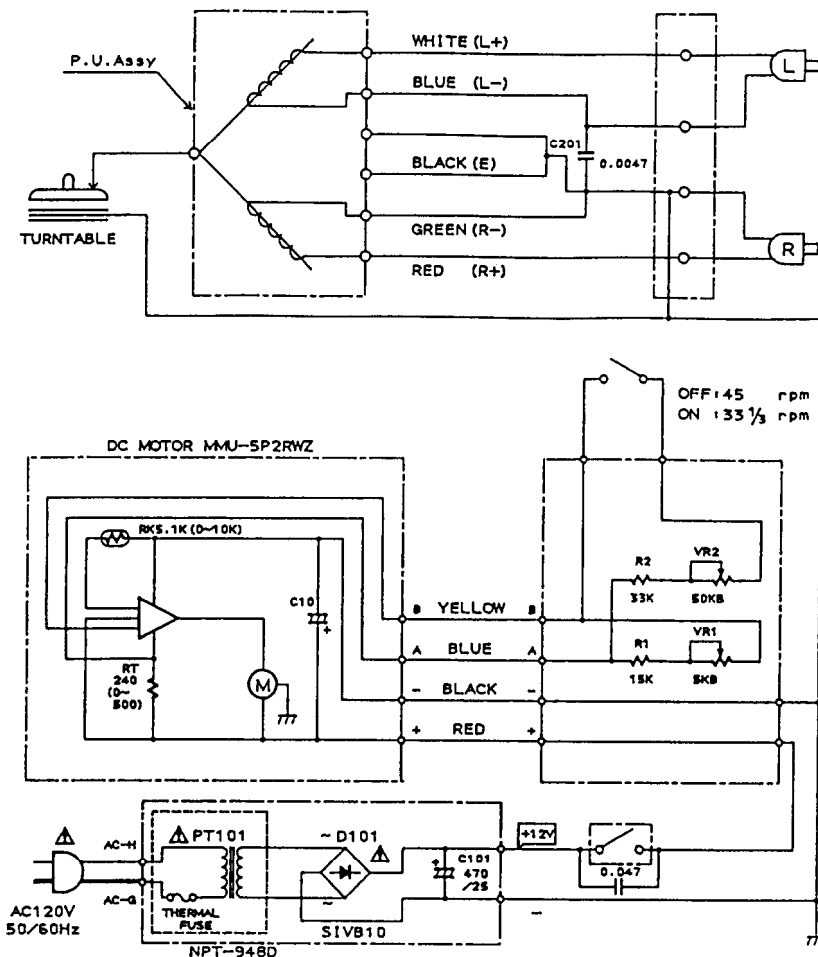 WHITE (L+)
P.U.Assy
L
BLUE (L-)
C201
0.0047
BLACK (E)
TURNTABLE
GREEN (R-)
R
RED (R+)
OFF:45 rpm
ON :33 1/3 rpm
DC MOTOR MMU-5P2RWZ
RK5.1K(0~10K)
R2
VR2
33K
50KB
C10
+
B YELLOW B
R1
VR1
A BLUE A
15K
5KB
RT
240
(0~
500)
M
- BLACK -
+ RED +
PT101
~ D101
+12V
AC-H
+
C101
470
/25
0.047
AC-G
THERMAL
FUSE
~
AC120V
50/60Hz
S1VB10
-
NPT-948D